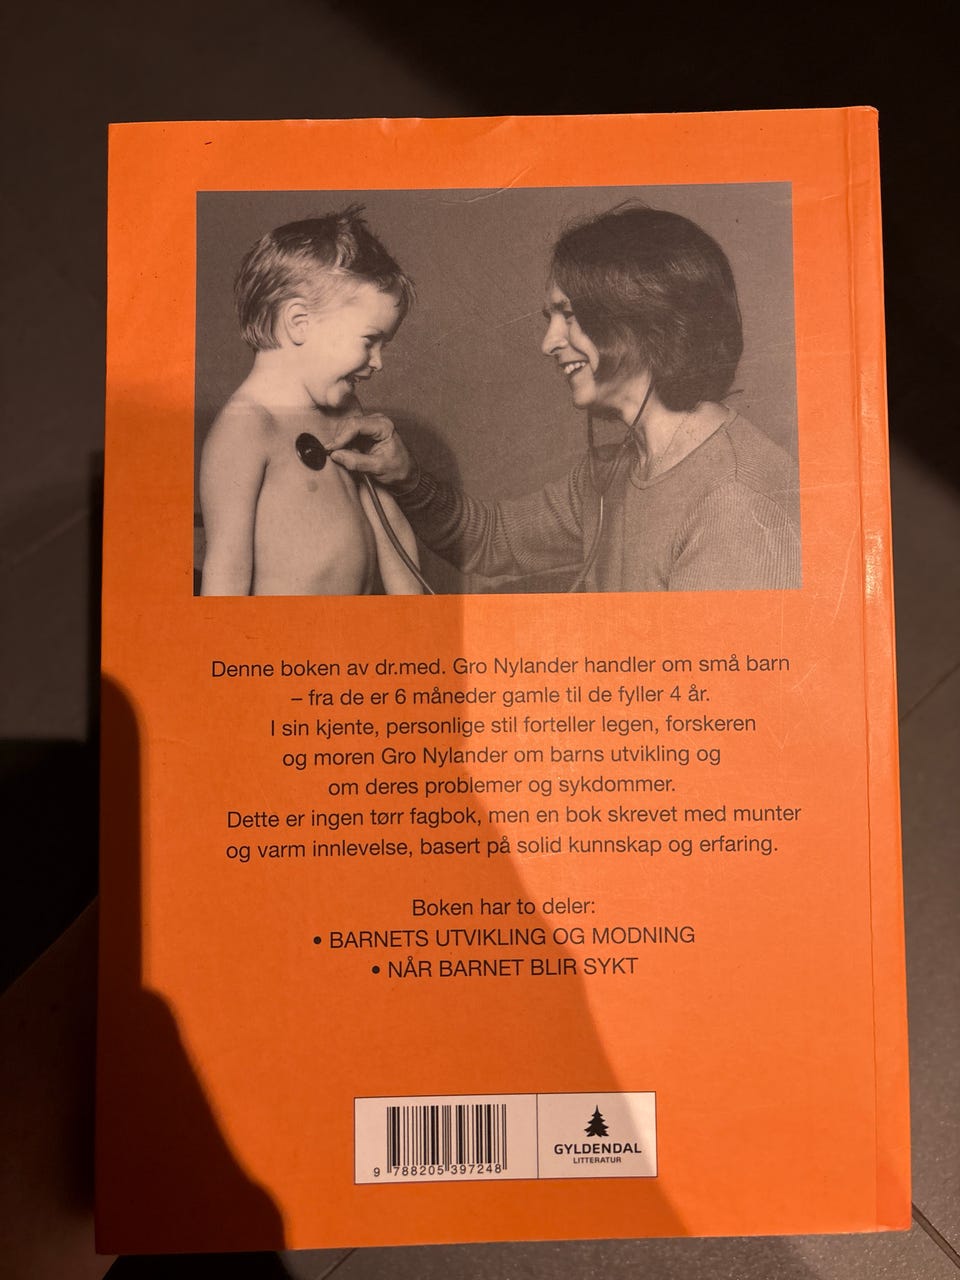 Denne boken av dr.med. Gro Nylander handler om små barn
– fra de er 6 måneder gamle til de fyller 4 år.
I sin kjente, personlige stil forteller legen, forskeren
og moren Gro Nylander om barns utvikling og
om deres problemer og sykdommer.
Dette er ingen tørr fagbok, men en bok skrevet med munter
og varm innlevelse, basert på solid kunnskap og erfaring.
Boken har to deler:
• BARNETS UTVIKLING OG MODNING
• NÅR BARNET BLIR SYKT
9 788205 397248
GYLDENDAL
LITTERATUR